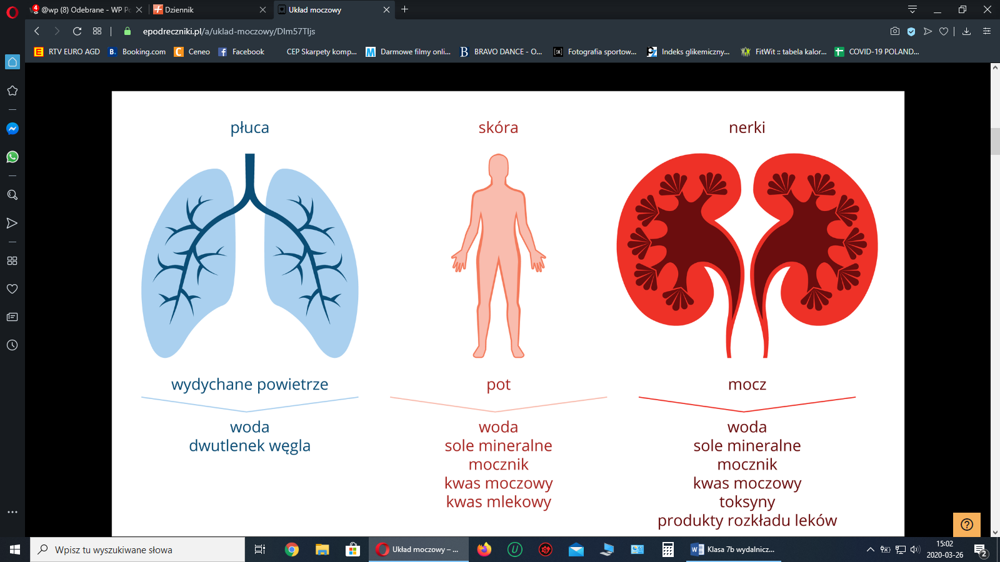 @wp (8) Odebrane - WP Po
Dziennik
Układ moczowy
epodreczniki.pl/a/uklad-moczowy/DIm57TIjs
RTV EURO AGD
Booking.com
Ceneo
Facebook
CEP Skarpety komp...
Darmowe filmy onli...
BRAVO DANCE - O...
Fotografia sportow...
Indeks glikemiczny...
FitWit :: tabela kalor...
COVID-19 POLAND...
płuca
skóra
nerki
wydychane powietrze
pot
mocz
woda
dwutlenek węgla
woda
sole mineralne
mocznik
kwas moczowy
kwas mlekowy
woda
sole mineralne
mocznik
kwas moczowy
toksyny
produkty rozkładu leków
Wpisz tu wyszukiwane słowa
Układ moczowy – ...
Klasa 7b wydalnicz...
15:02
2020-03-26
2